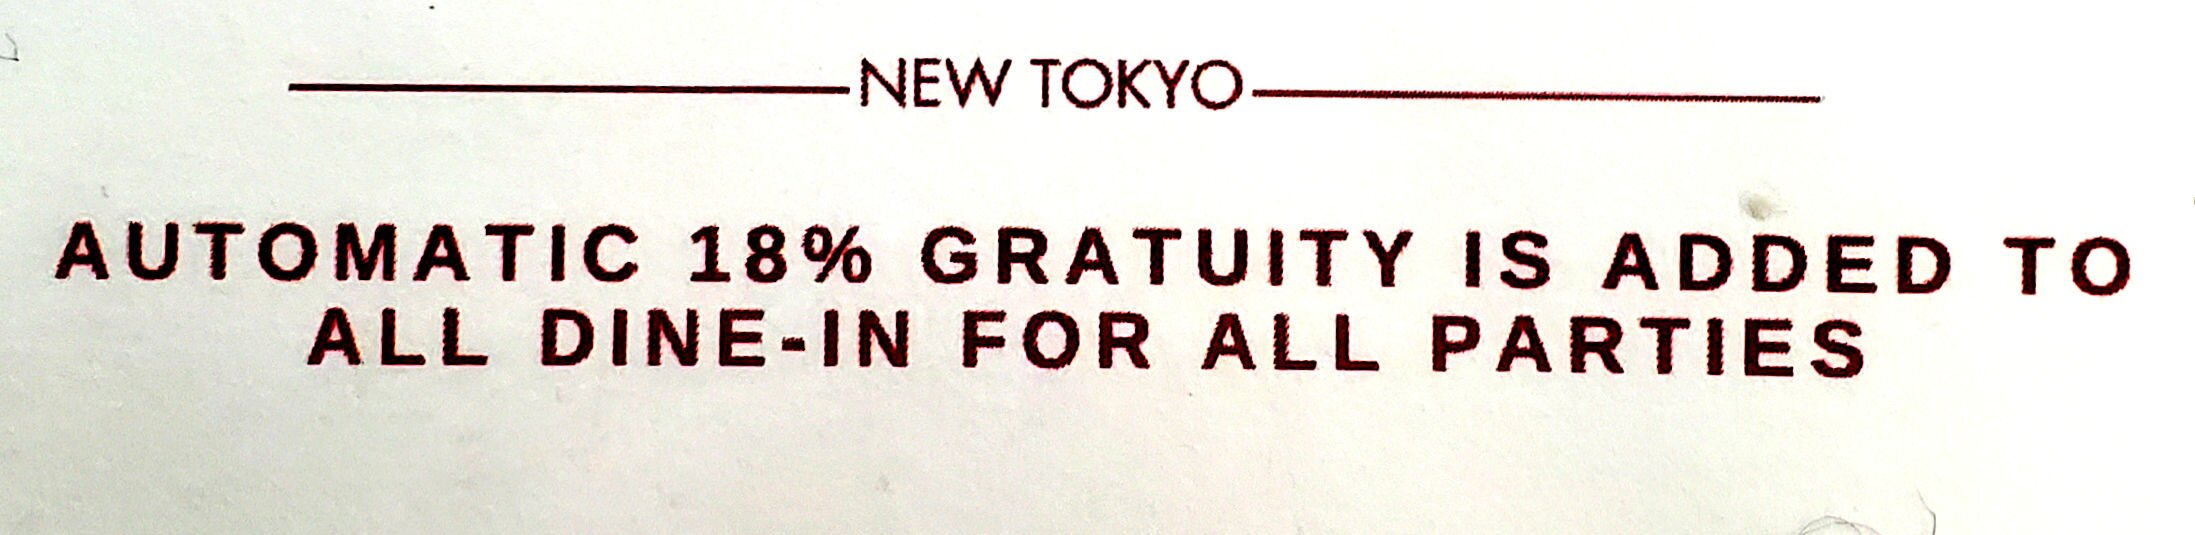 NEW TOKYO
AUTOMATIC 18% GRATUITY IS ADDED TO
ALL DINE-IN FOR ALL PARTIES